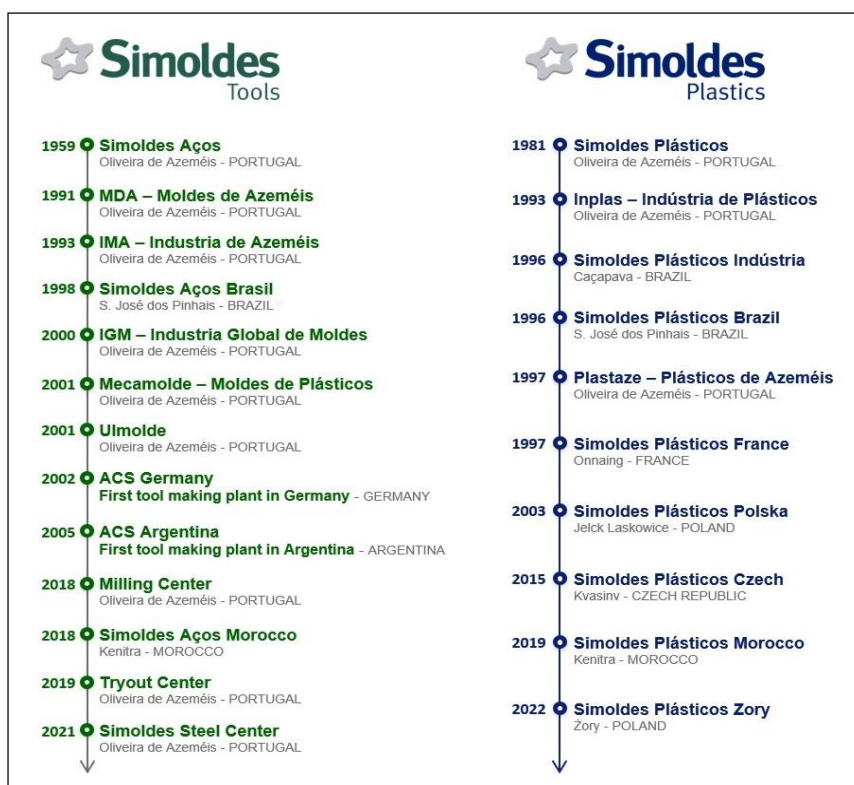 Simoldes
Tools
1959 Simoldes Aços
Oliveira de Azeméis - PORTUGAL
1991 MDA – Moldes de Azeméis
Oliveira de Azeméis - PORTUGAL
1993 IMA – Industria de Azeméis
Oliveira de Azeméis - PORTUGAL
1998 Simoldes Aços Brasil
S. José dos Pinhais - BRAZIL
2000 IGM – Industria Global de Moldes
Oliveira de Azeméis - PORTUGAL
2001 Mecamolde – Moldes de Plásticos
Oliveira de Azeméis - PORTUGAL
2001 Ulmolde
Oliveira de Azeméis - PORTUGAL
2002 ACS Germany
First tool making plant in Germany - GERMANY
2005 ACS Argentina
First tool making plant in Argentina - ARGENTINA
2018 Milling Center
Oliveira de Azeméis - PORTUGAL
2018 Simoldes Aços Morocco
Kenitra - MOROCCO
2019 Tryout Center
Oliveira de Azeméis - PORTUGAL
2021 Simoldes Steel Center
Oliveira de Azeméis - PORTUGAL
Simoldes
Plastics
1981 Simoldes Plásticos
Oliveira de Azeméis - PORTUGAL
1993 Inplas – Indústria de Plásticos
Oliveira de Azeméis - PORTUGAL
1996 Simoldes Plásticos Indústria
Caçapava - BRAZIL
1996 Simoldes Plásticos Brazil
S. José dos Pinhais - BRAZIL
1997 Plastaze – Plásticos de Azeméis
Oliveira de Azeméis - PORTUGAL
1997 Simoldes Plásticos France
Onnaing - FRANCE
2003 Simoldes Plásticos Polska
Jelck Laskowice - POLAND
2015 Simoldes Plásticos Czech
Kvasinv - CZECH REPUBLIC
2019 Simoldes Plásticos Morocco
Kenitra - MOROCCO
2022 Simoldes Plásticos Zory
Żory - POLAND